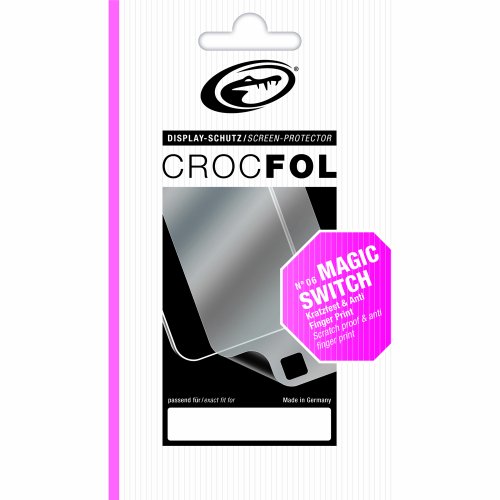 ®
DISPLAY-SCHUTZ/SCREEN-PROTECTOR
CROCFOL
N° 06 MAGIC
SWITCH
Kratzfest & Anti
Finger Print
Scratch proof & anti
finger print
passend für/exact fit for
Made in Germany